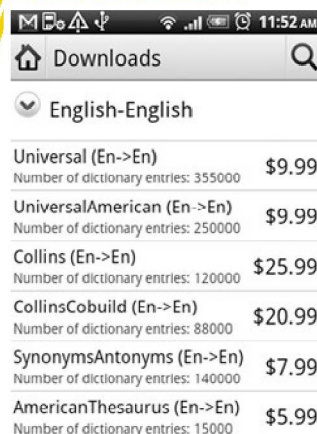 11:52 AM
Downloads
English-English
Universal (En->En)
Number of dictionary entries: 355000
$9.99
UniversalAmerican (En->En)
Number of dictionary entries: 250000
$9.99
Collins (En->En)
Number of dictionary entries: 120000
$25.99
CollinsCobuild (En->En)
Number of dictionary entries: 88000
$20.99
SynonymsAntonyms (En->En)
Number of dictionary entries: 140000
$7.99
AmericanThesaurus (En->En)
Number of dictionary entries: 15000
$5.99